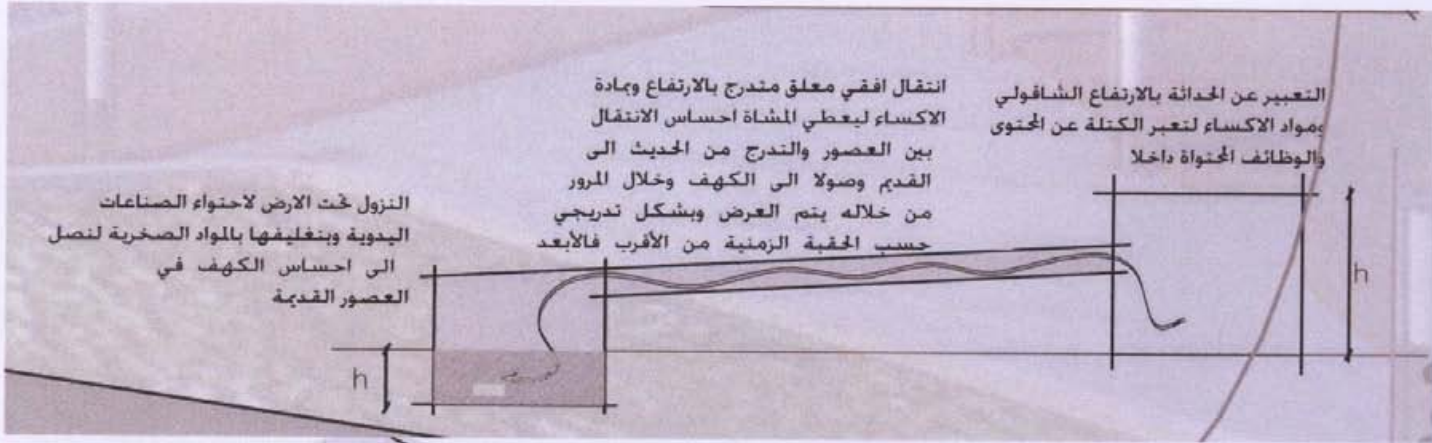 التعبير عن الحداثة بالارتفاع الشاقولي
ومواد الاكساء لتعبر الكتلة عن المحتوى
والوظائف المحتواة داخلا
انتقال افقي معلق متدرج بالارتفاع وبمادة
الاكساء ليعطي المشاة احساس الانتقال
بين العصور والتدرج من الحديث الى
القديم وصولا الى الكهف وخلال المرور
من خلاله يتم العرض وبشكل تدريجي
حسب الحقبة الزمنية من الأقرب فالأبعد
النزول تحت الارض لاحتواء الصناعات
اليدوية وبتغليفها بالمواد الصخرية لنصل
الى احساس الكهف في
العصور القديمة
h
h